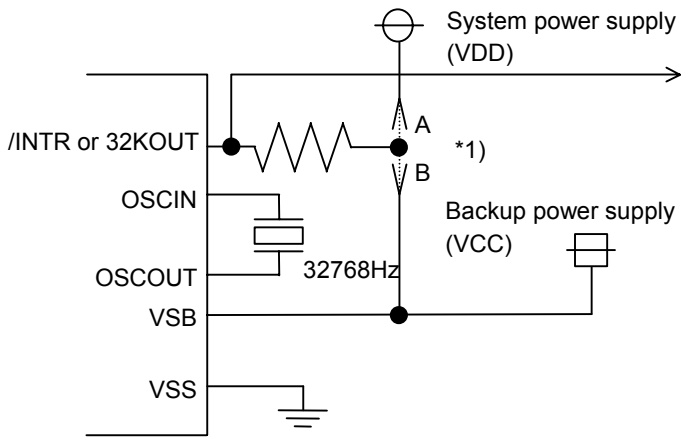 System power supply
(VDD)
A
/INTR or 32KOUT
*1)
B
OSCIN
Backup power supply
(VCC)
OSCOUT
32768Hz
VSB
VSS